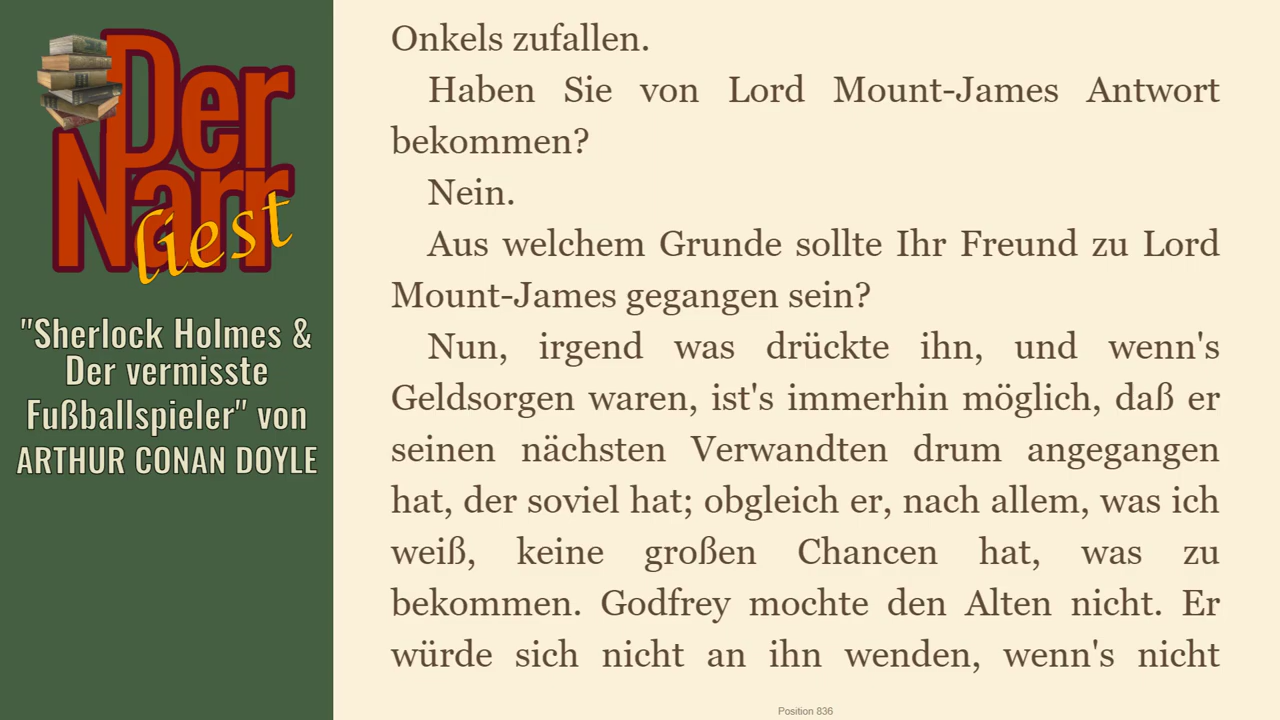 Der
Narr
liest
"Sherlock Holmes &
Der vermisste
Fußballspieler" von
ARTHUR CONAN DOYLE
Onkels zufallen.
Haben Sie von Lord Mount-James Antwort
bekommen?
Nein.
Aus welchem Grunde sollte Ihr Freund zu Lord
Mount-James gegangen sein?
Nun, irgend was drückte ihn, und wenn's
Geldsorgen waren, ist's immerhin möglich, daß er
seinen nächsten Verwandten drum angegangen
hat, der soviel hat; obgleich er, nach allem, was ich
weiß, keine großen Chancen hat, was zu
bekommen. Godfrey mochte den Alten nicht. Er
würde sich nicht an ihn wenden, wenn's nicht
Position 836